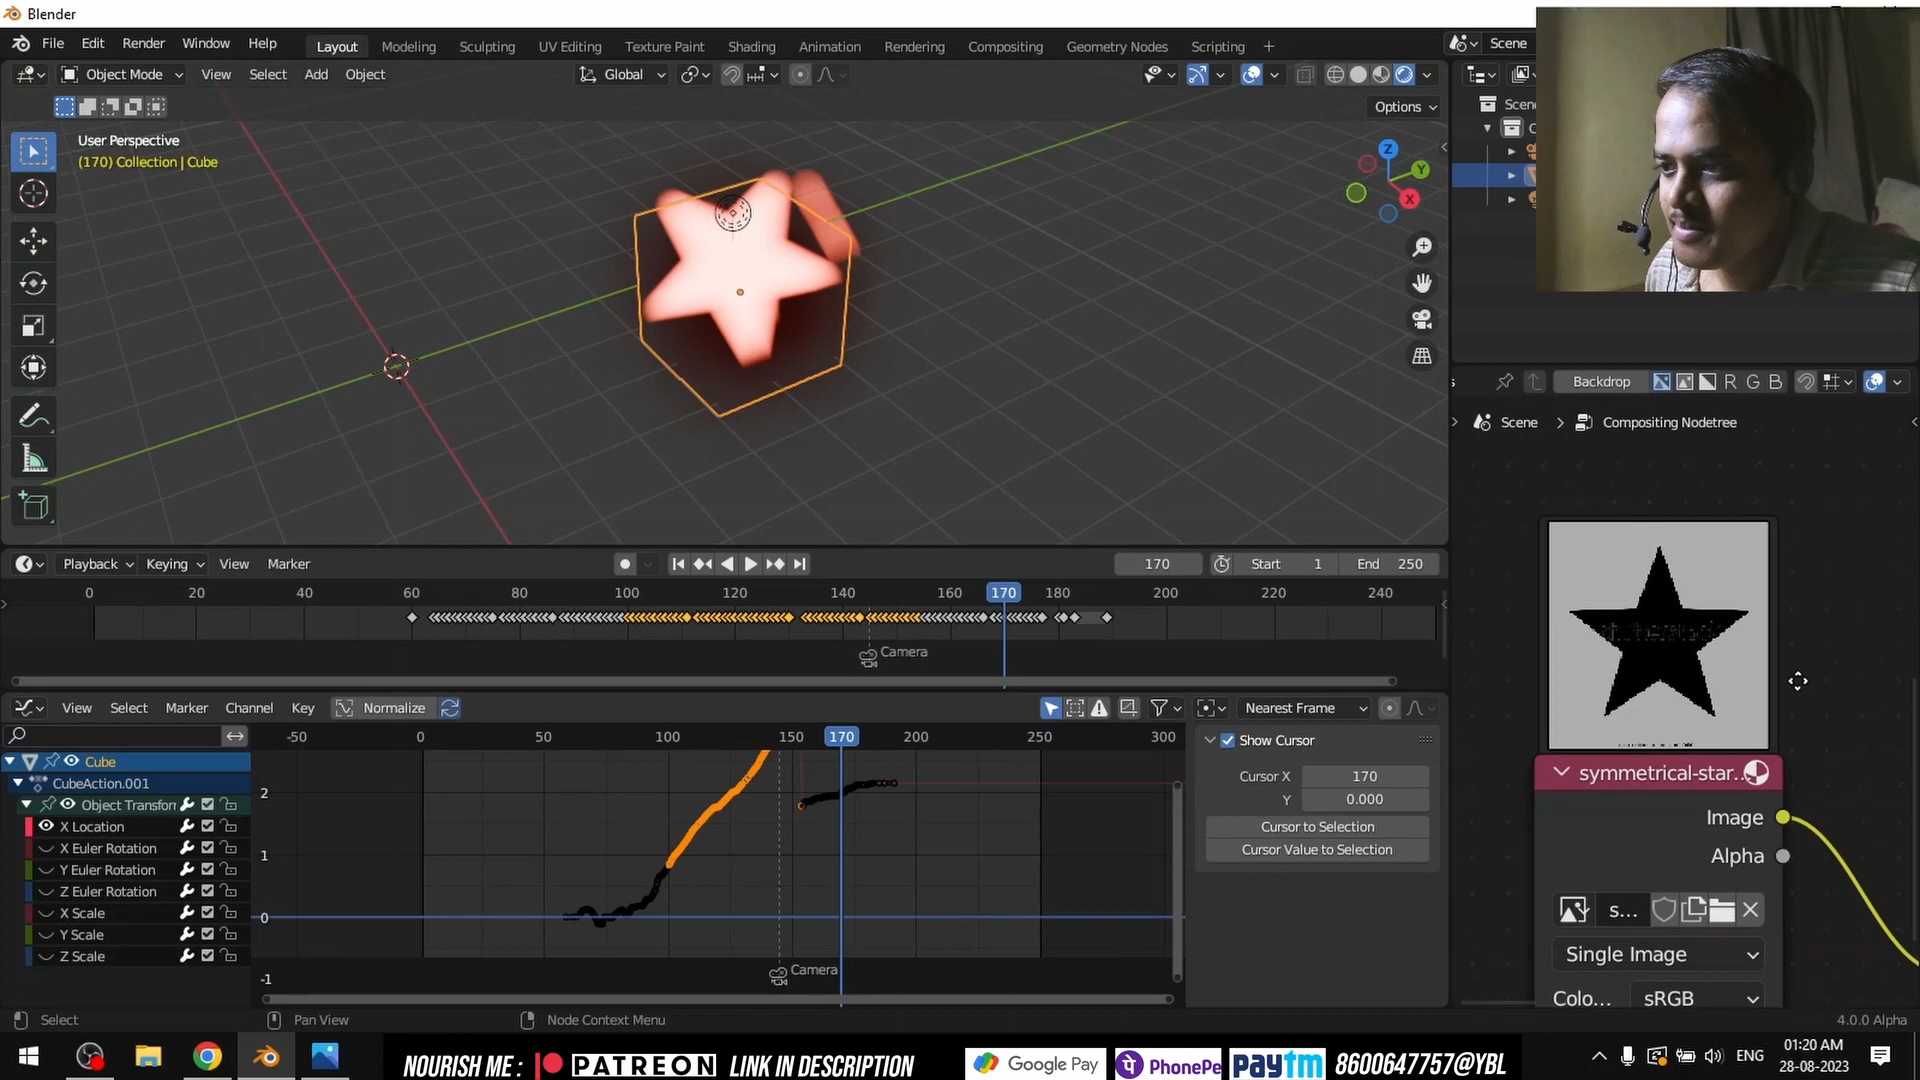 Blender
File Edit Render Window Help
Layout Modeling Sculpting UV Editing Texture Paint Shading Animation Rendering Compositing Geometry Nodes Scripting +
Scene
Object Mode View Select Add Object
Global
Options
User Perspective
(170) Collection | Cube
Z
Y
X
Scene
Backdrop R G B
Scene > Compositing Nodetree
Playback Keying View Marker
170 Start 1 End 250
0 20 40 60 80 100 120 140 160 170 180 200 220 240
Camera
View Select Marker Channel Key Normalize
Nearest Frame
-50 0 50 100 150 170 200 250 300
2
1
0
-1
Camera
Cube
CubeAction.001
Object Transfor
X Location
X Euler Rotation
Y Euler Rotation
Z Euler Rotation
X Scale
Y Scale
Z Scale
Show Cursor
Cursor X 170
Y 0.000
Cursor to Selection
Cursor Value to Selection
symmetrical-star..
Image
Alpha
s...
Single Image
Colo... sRGB
Select Pan View Node Context Menu
4.0.0 Alpha
NOURISH ME : PATREON LINK IN DESCRIPTION
Google Pay PhonePe paytm 8600647757@YBL
ENG
01:20 AM
28-08-2023